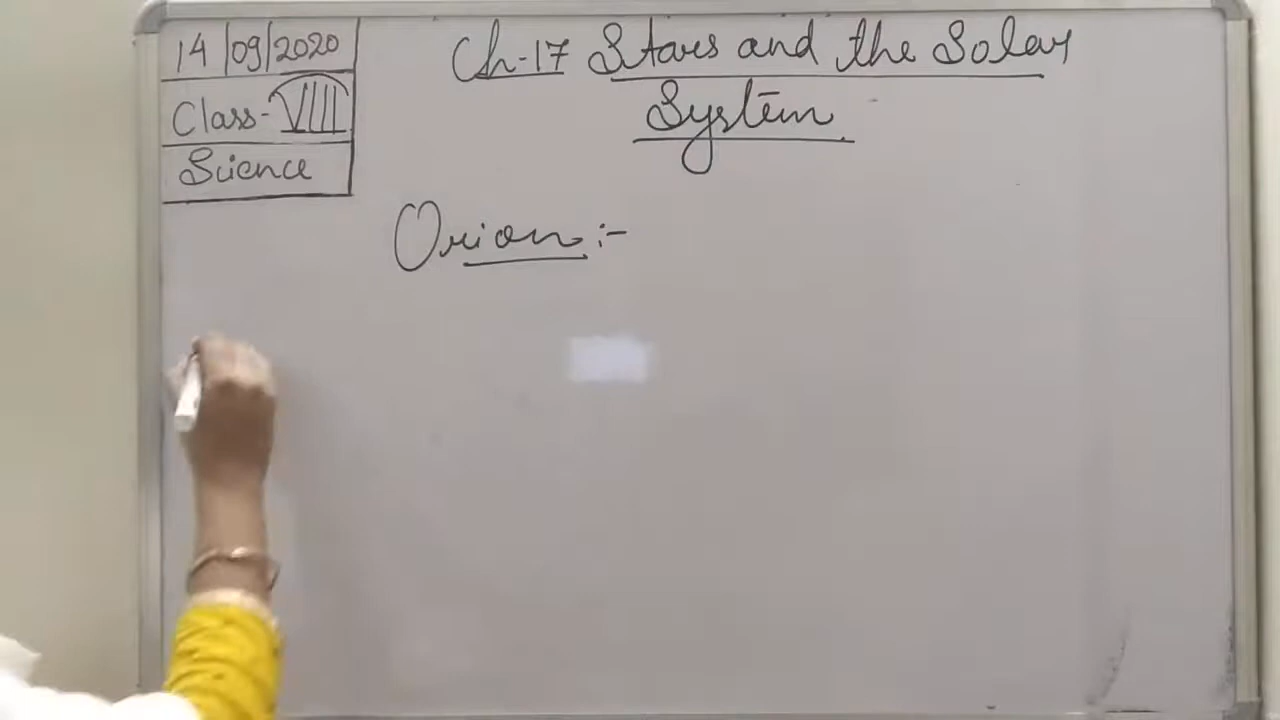 14/09/2020
Class-VIII
Science
Ch-17 Stars and the Solar
System
Orion :-